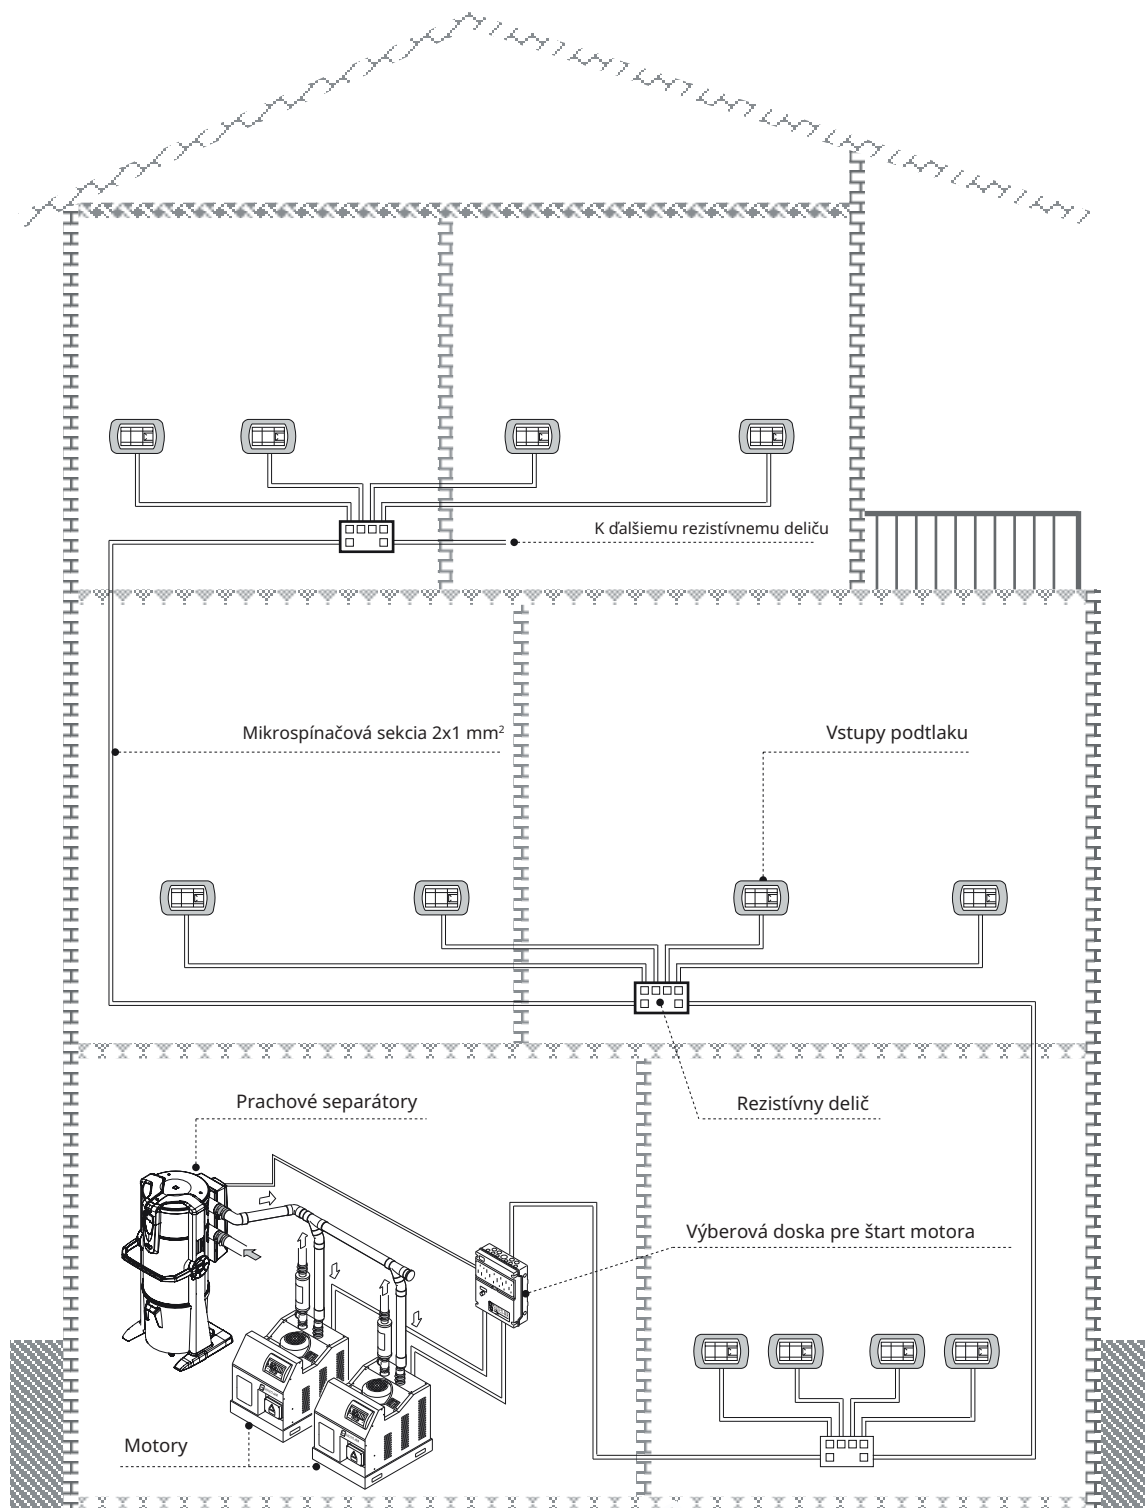 K ďalšiemu rezistívnemu deliču
Mikrospínačová sekcia 2x1 mm²
Vstupy podtlaku
Prachové separátory
Rezistívny delič
Výberová doska pre štart motora
Motory